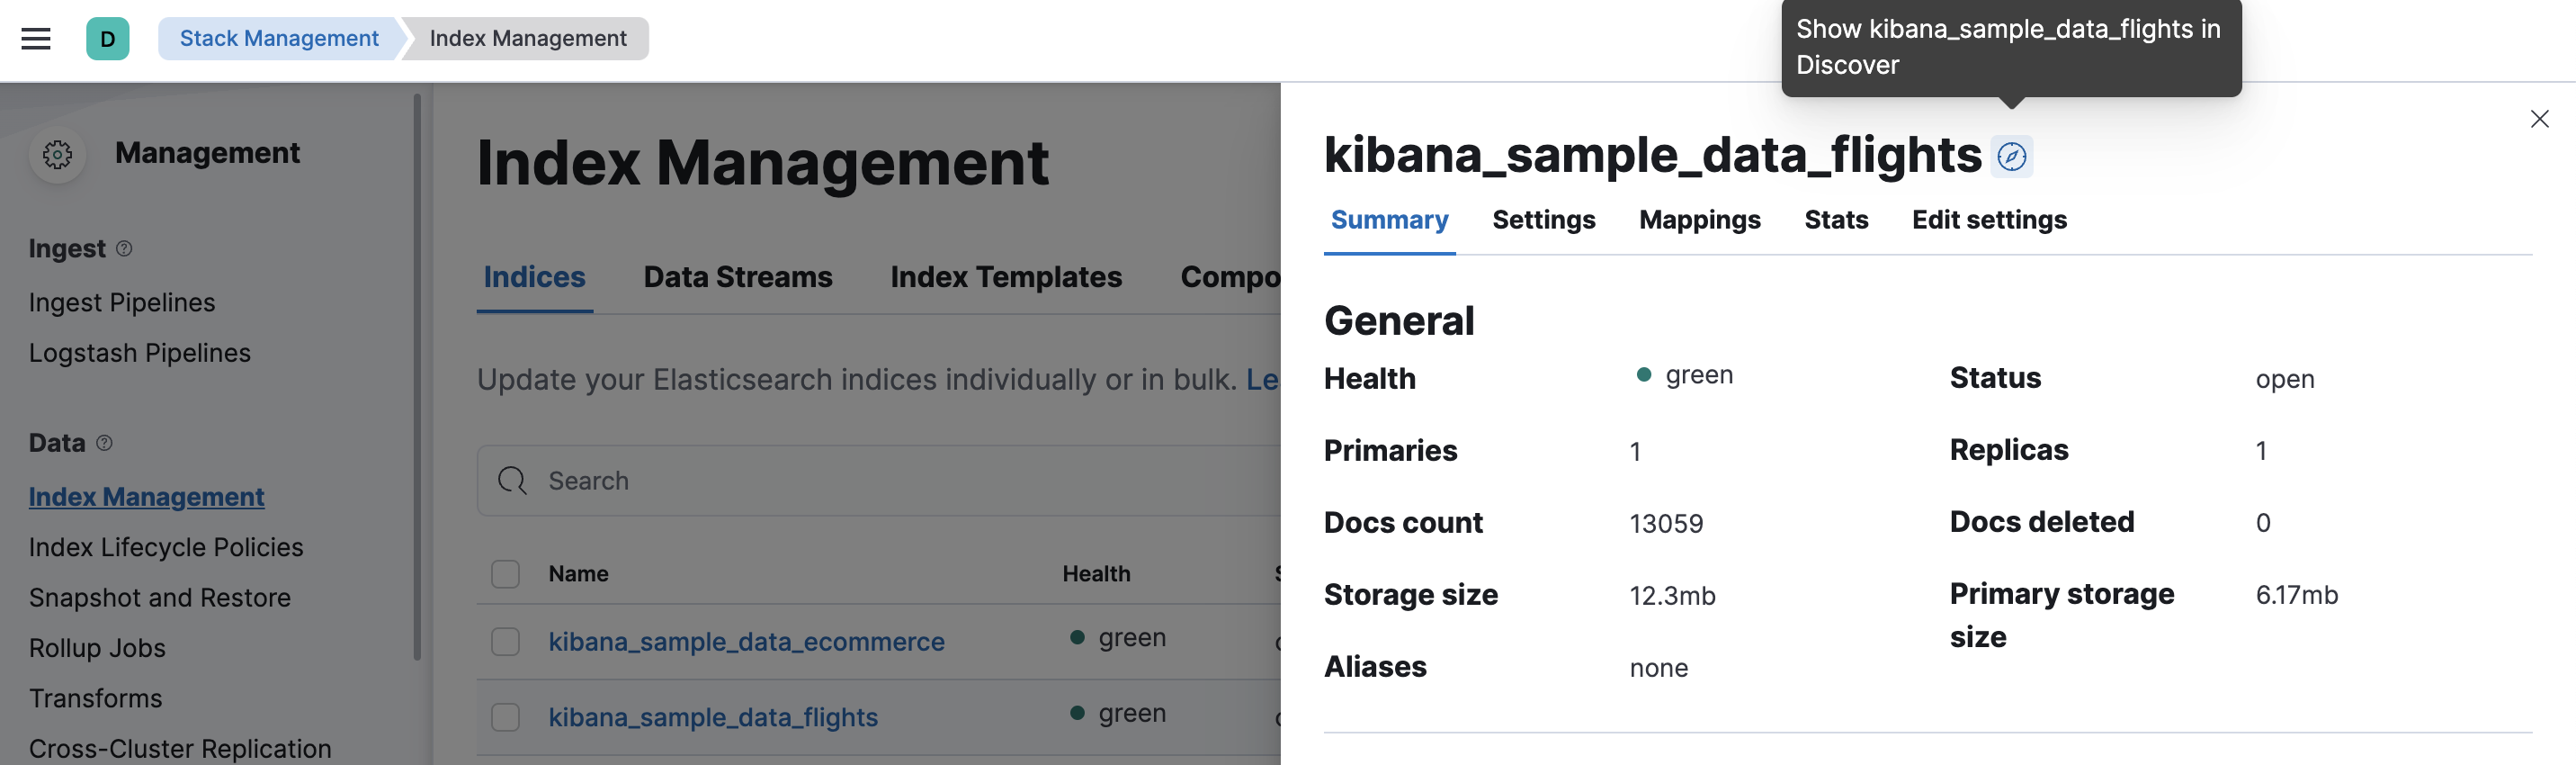 D
Stack Management
Index Management
Show kibana_sample_data_flights in
Discover
Management
Ingest
Ingest Pipelines
Logstash Pipelines
Data
Index Management
Index Lifecycle Policies
Snapshot and Restore
Rollup Jobs
Transforms
Cross-Cluster Replication
Index Management
Indices Data Streams Index Templates Compo
Update your Elasticsearch indices individually or in bulk. Le
Search
Name Health
kibana_sample_data_ecommerce green
kibana_sample_data_flights green
kibana_sample_data_flights
Summary Settings Mappings Stats Edit settings
General
Health green Status open
Primaries 1 Replicas 1
Docs count 13059 Docs deleted 0
Storage size 12.3mb Primary storage size 6.17mb
Aliases none